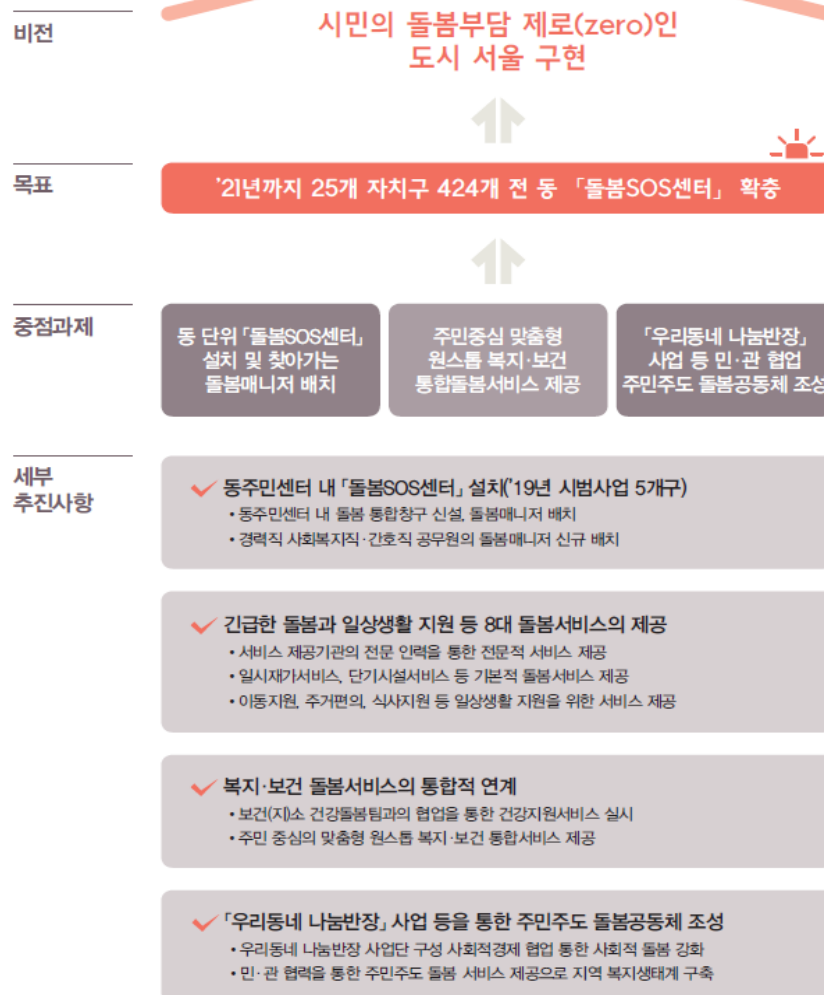 비전
시민의 돌봄부담 제로(zero)인
도시 서울 구현
목표
'21년까지 25개 자치구 424개 전 동 「돌봄SOS센터」 확충
중점과제
동 단위 「돌봄SOS센터」
설치 및 찾아가는
돌봄매니저 배치
주민중심 맞춤형
원스톱 복지·보건
통합돌봄서비스 제공
「우리동네 나눔반장」
사업 등 민·관 협업
주민주도 돌봄공동체 조성
세부
추진사항
동주민센터 내 「돌봄SOS센터」 설치('19년 시범사업 5개구)
• 동주민센터 내 돌봄 통합창구 신설, 돌봄매니저 배치
• 경력직 사회복지직·간호직 공무원의 돌봄매니저 신규 배치
긴급한 돌봄과 일상생활 지원 등 8대 돌봄서비스의 제공
• 서비스 제공기관의 전문 인력을 통한 전문적 서비스 제공
• 일시재가서비스, 단기시설서비스 등 기본적 돌봄서비스 제공
• 이동지원, 주거편의, 식사지원 등 일상생활 지원을 위한 서비스 제공
복지·보건 돌봄서비스의 통합적 연계
• 보건(지)소 건강돌봄팀과의 협업을 통한 건강지원서비스 실시
• 주민 중심의 맞춤형 원스톱 복지·보건 통합서비스 제공
「우리동네 나눔반장」 사업 등을 통한 주민주도 돌봄공동체 조성
• 우리동네 나눔반장 사업단 구성 사회적경제 협업 통한 사회적 돌봄 강화
• 민·관 협력을 통한 주민주도 돌봄 서비스 제공으로 지역 복지생태계 구축